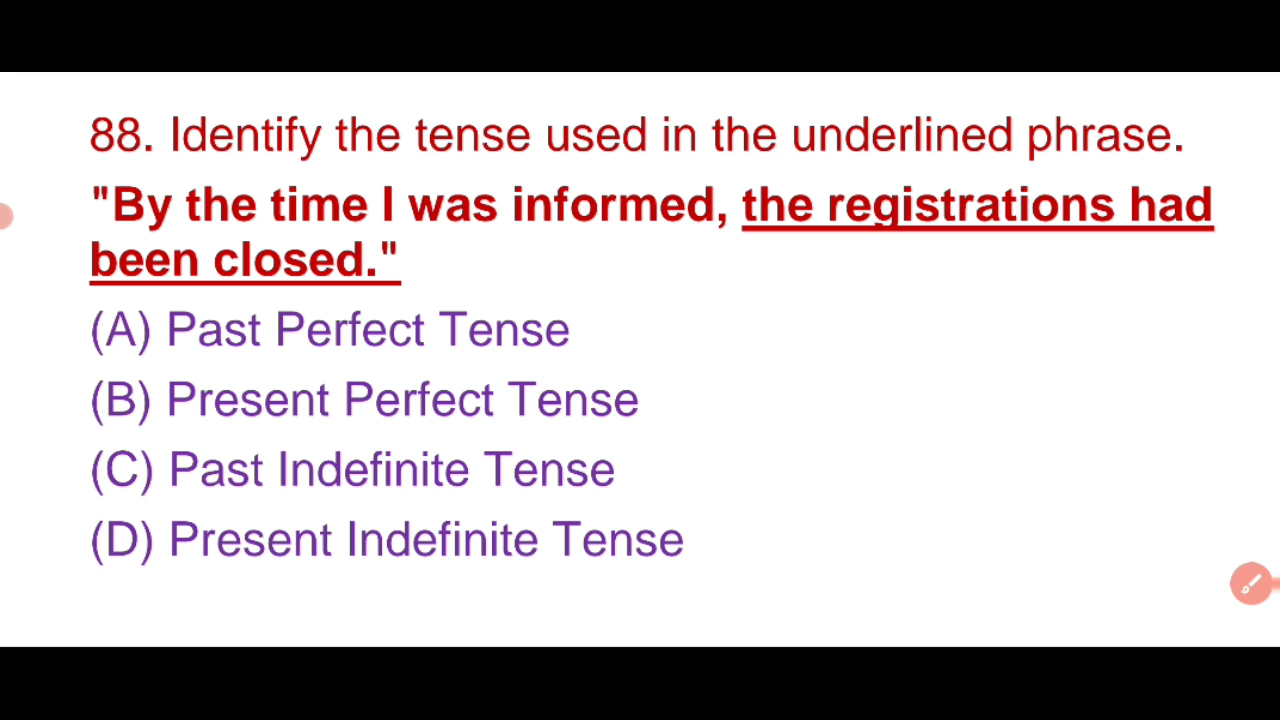 88. Identify the tense used in the underlined phrase.
"By the time I was informed, the registrations had
been closed."
(A) Past Perfect Tense
(B) Present Perfect Tense
(C) Past Indefinite Tense
(D) Present Indefinite Tense